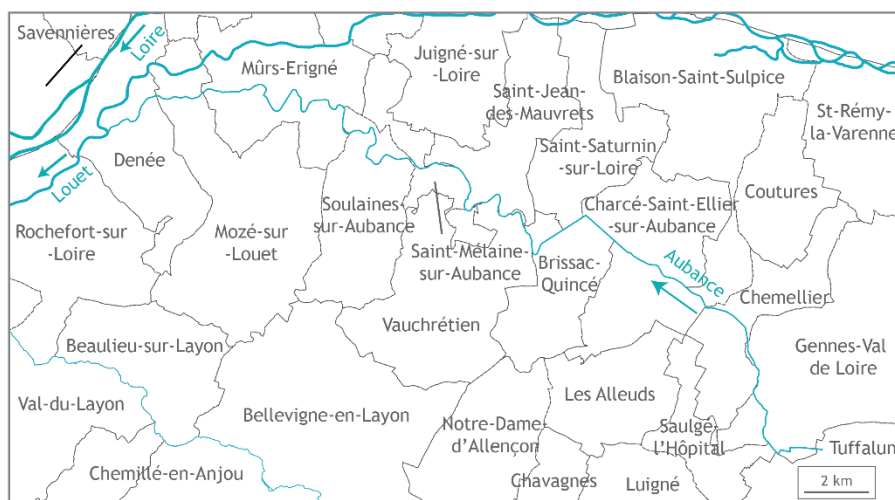 Savennières
Loire
Mûrs-Erigné
Juigné-sur
-Loire
Saint-Jean-
des-Mauvrets
Blaison-Saint-Sulpice
St-Rémy-
la-Varenne
Denée
Louet
Saint-Saturnin
-sur-Loire
Soulaines-
sur-Aubance
Charcé-Saint-Ellier
-sur-Aubance
Coutures
Rochefort-sur
-Loire
Mozé-sur
-Louet
Saint-Mélaine-
sur-Aubance
Brissac-
Quincé
Aubance
Chemellier
Vauchrétien
Beaulieu-sur-Layon
Gennes-Val
de Loire
Val-du-Layon
Bellevigne-en-Layon
Les Alleuds
Notre-Dame-
d'Allençon
Saulgé-
l'Hôpital
Tuffalun
Chemillé-en-Anjou
Chavagnes
Luigné
2 km